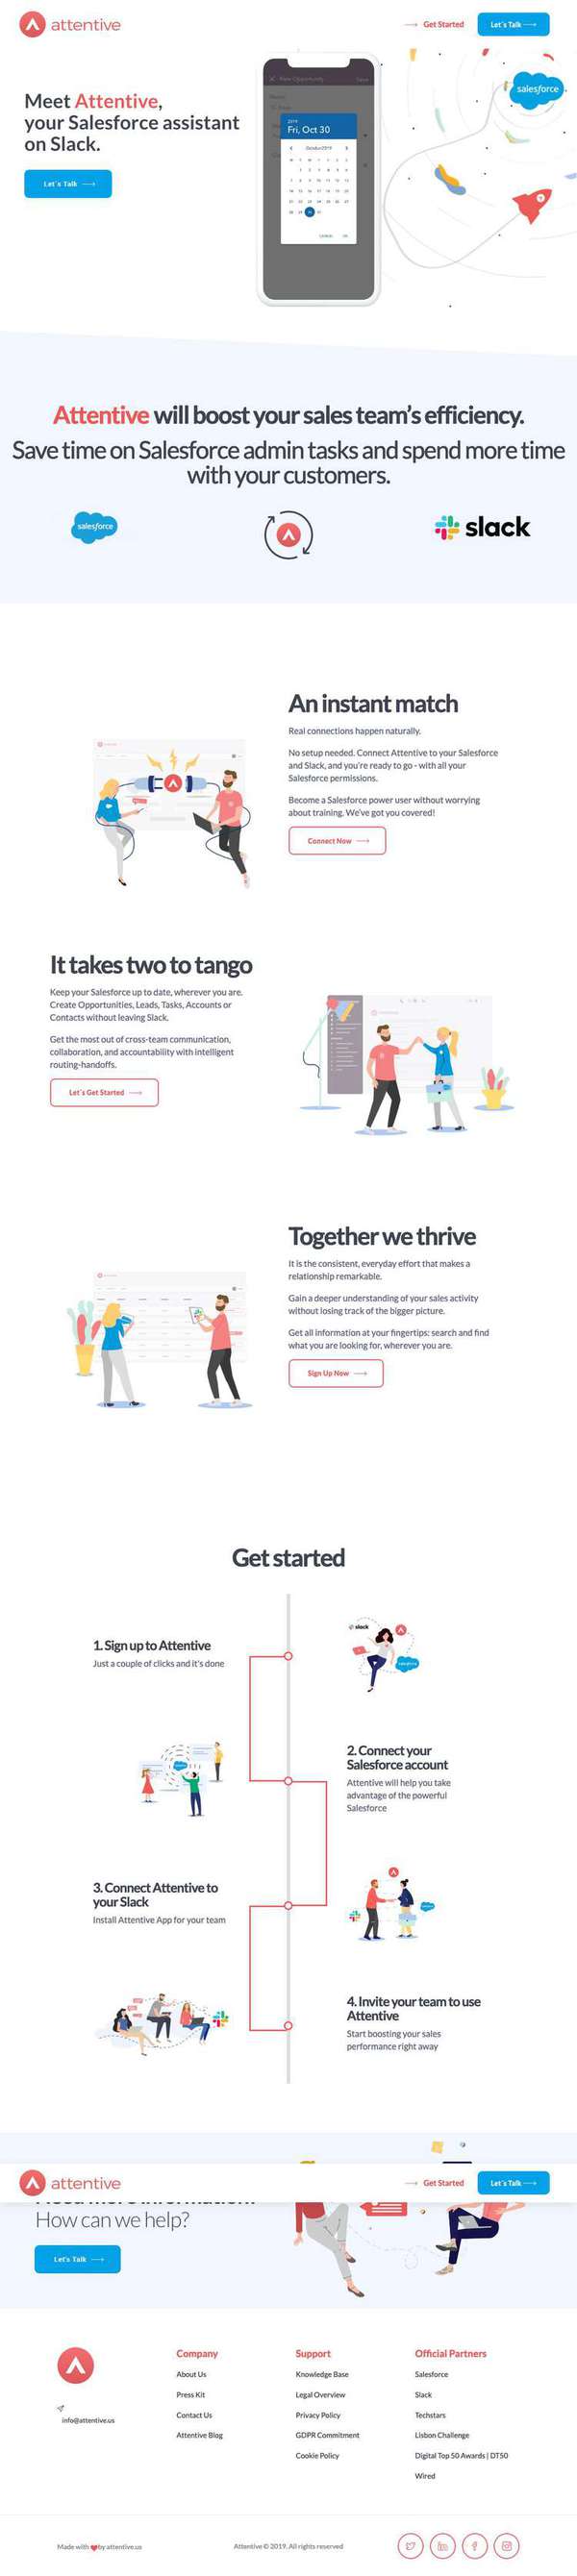 attentive
Get Started
Let's Talk
salesforce
Meet Attentive,
your Salesforce assistant
on Slack.
Let's Talk
New Opportunity
2019
Fri, Oct 30
October 2019
Attentive will boost your sales team's efficiency.
Save time on Salesforce admin tasks and spend more time
with your customers.
salesforce
slack
An instant match
Real connections happen naturally.
No setup needed. Connect Attentive to your Salesforce
and Slack, and you're ready to go - with all your
Salesforce permissions.
Become a Salesforce power user without worrying
about training. We've got you covered!
Connect Now
It takes two to tango
Keep your Salesforce up to date, wherever you are.
Create Opportunities, Leads, Tasks, Accounts or
Contacts without leaving Slack.
Get the most out of cross-team communication,
collaboration, and accountability with intelligent
routing-handoffs.
Let's Get Started
Together we thrive
It is the consistent, everyday effort that makes a
relationship remarkable.
Gain a deeper understanding of your sales activity
without losing track of the bigger picture.
Get all information at your fingertips: search and find
what you are looking for, wherever you are.
Sign Up Now
Get started
1. Sign up to Attentive
Just a couple of clicks and it's done
slack
salesforce
2. Connect your
Salesforce account
Attentive will help you take
advantage of the powerful
Salesforce
3. Connect Attentive to
your Slack
Install Attentive App for your team
4. Invite your team to use
Attentive
Start boosting your sales
performance right away
attentive
Get Started
Let's Talk
How can we help?
Let's Talk
Company
About Us
Press Kit
Contact Us
Attentive Blog
Support
Knowledge Base
Legal Overview
Privacy Policy
GDPR Commitment
Cookie Policy
Official Partners
Salesforce
Slack
Techstars
Lisbon Challenge
Digital Top 50 Awards | DT50
Wired
info@attentive.us
Made with by attentive.us
Attentive © 2019. All rights reserved